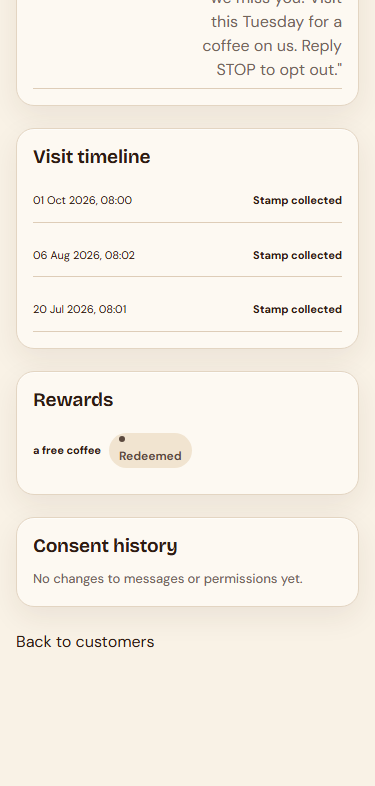 we miss you. Visit
this Tuesday for a
coffee on us. Reply
STOP to opt out."
Visit timeline
01 Oct 2026, 08:00 Stamp collected
06 Aug 2026, 08:02 Stamp collected
20 Jul 2026, 08:01 Stamp collected
Rewards
a free coffee Redeemed
Consent history
No changes to messages or permissions yet.
Back to customers